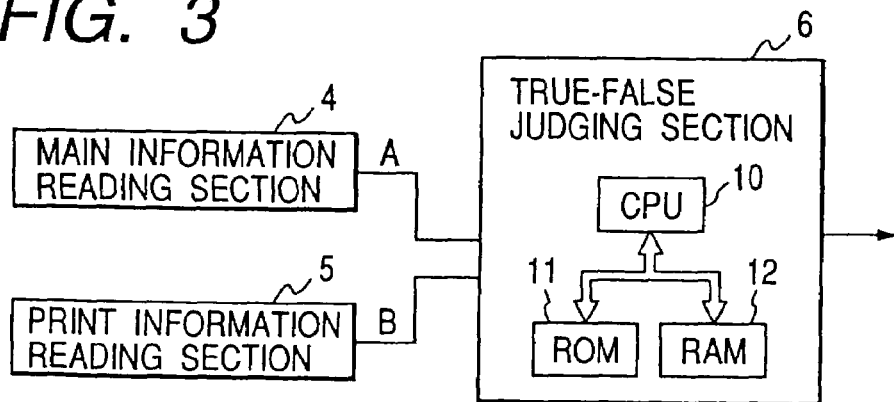 FIG. 3
4
MAIN INFORMATION
READING SECTION
A
5
PRINT INFORMATION
READING SECTION
B
6
TRUE-FALSE
JUDGING SECTION
CPU
10
11
ROM
12
RAM